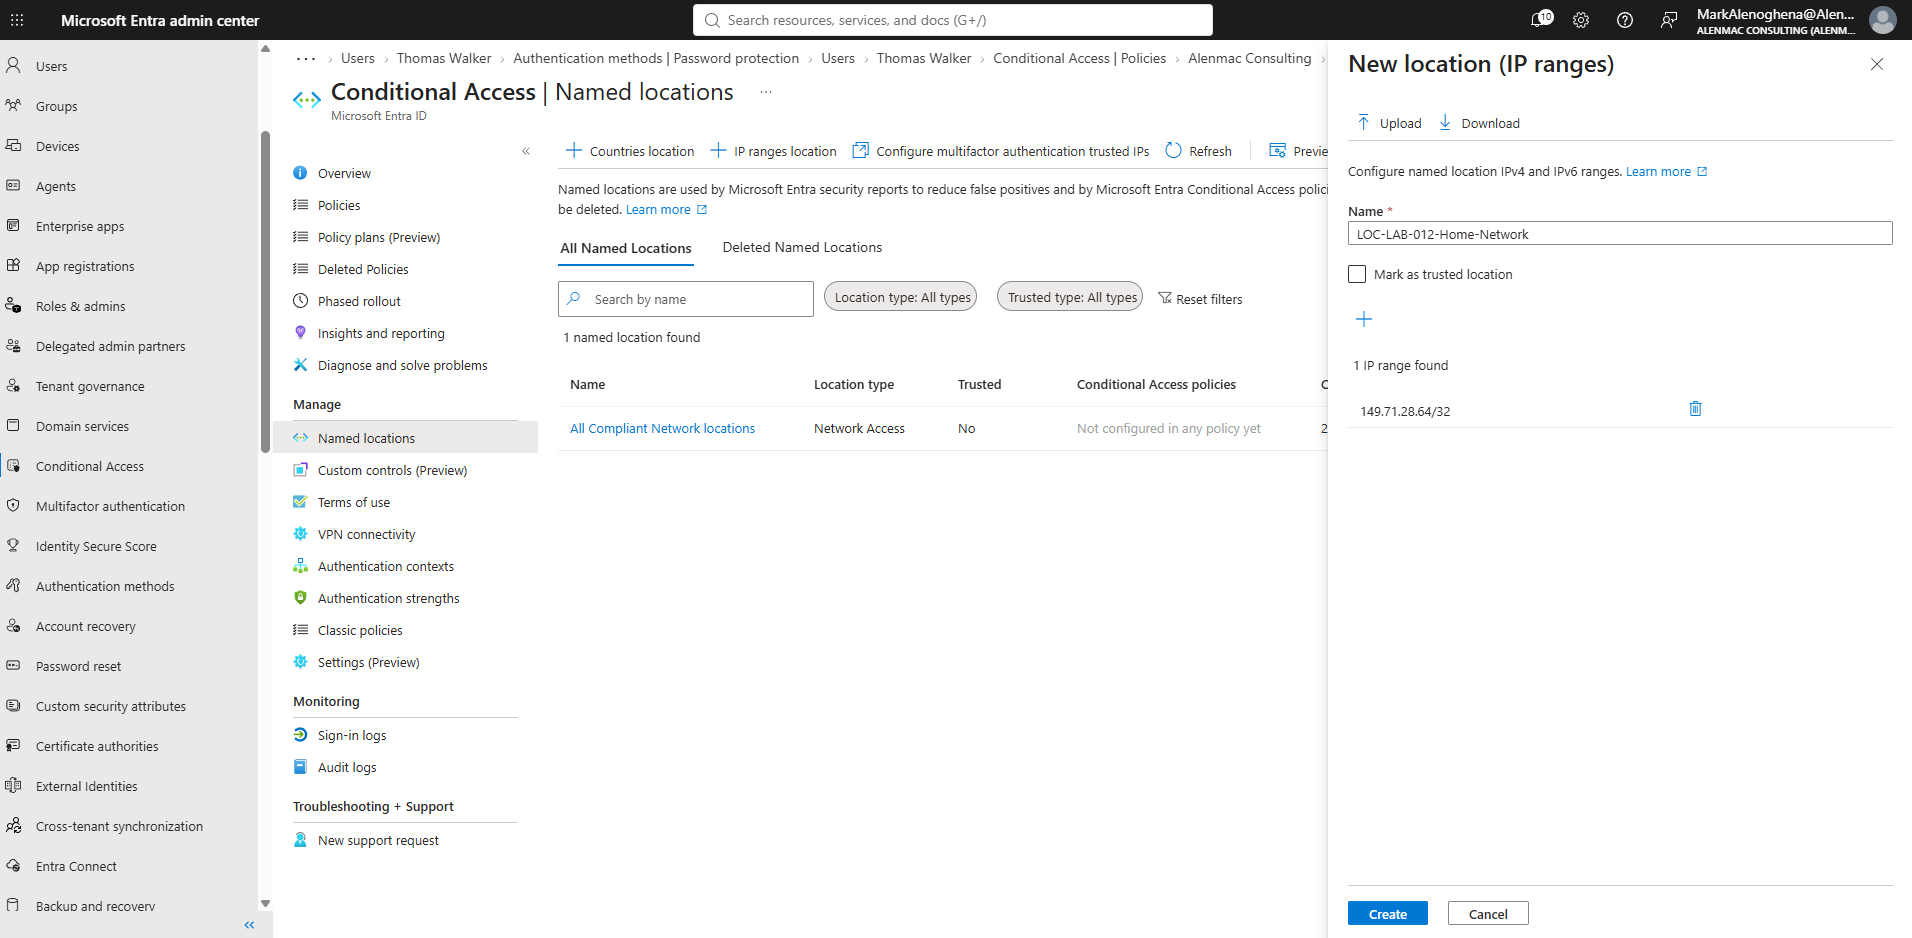 Microsoft Entra admin center
Search resources, services, and docs (G+/)
10
MarkAlenoghena@Alen...
ALENMAC CONSULTING (ALENM...
Users
Groups
Devices
Agents
Enterprise apps
App registrations
Roles & admins
Delegated admin partners
Tenant governance
Domain services
Conditional Access
Multifactor authentication
Identity Secure Score
Authentication methods
Account recovery
Password reset
Custom security attributes
Certificate authorities
External Identities
Cross-tenant synchronization
Entra Connect
Backup and recovery
... > Users > Thomas Walker > Authentication methods | Password protection > Users > Thomas Walker > Conditional Access | Policies > Alenmac Consulting >
Conditional Access | Named locations ...
Microsoft Entra ID
Overview
Policies
Policy plans (Preview)
Deleted Policies
Phased rollout
Insights and reporting
Diagnose and solve problems
Manage
Named locations
Custom controls (Preview)
Terms of use
VPN connectivity
Authentication contexts
Authentication strengths
Classic policies
Settings (Preview)
Monitoring
Sign-in logs
Audit logs
Troubleshooting + Support
New support request
Countries location IP ranges location Configure multifactor authentication trusted IPs Refresh Previe
Named locations are used by Microsoft Entra security reports to reduce false positives and by Microsoft Entra Conditional Access polici
be deleted. Learn more
All Named Locations Deleted Named Locations
Search by name Location type: All types Trusted type: All types Reset filters
1 named location found
Name Location type Trusted Conditional Access policies C
All Compliant Network locations Network Access No Not configured in any policy yet 2
New location (IP ranges)
Upload Download
Configure named location IPv4 and IPv6 ranges. Learn more
Name *
LOC-LAB-012-Home-Network
Mark as trusted location
1 IP range found
149.71.28.64/32
Create Cancel